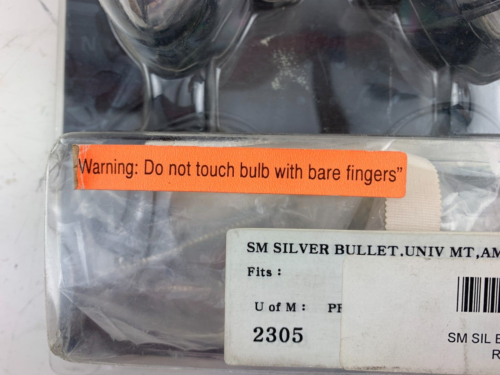 Warning: Do not touch bulb with bare fingers"
SM SILVER BULLET.UNIV MT,AM
Fits :
U of M : PR
2305
SM SIL
R